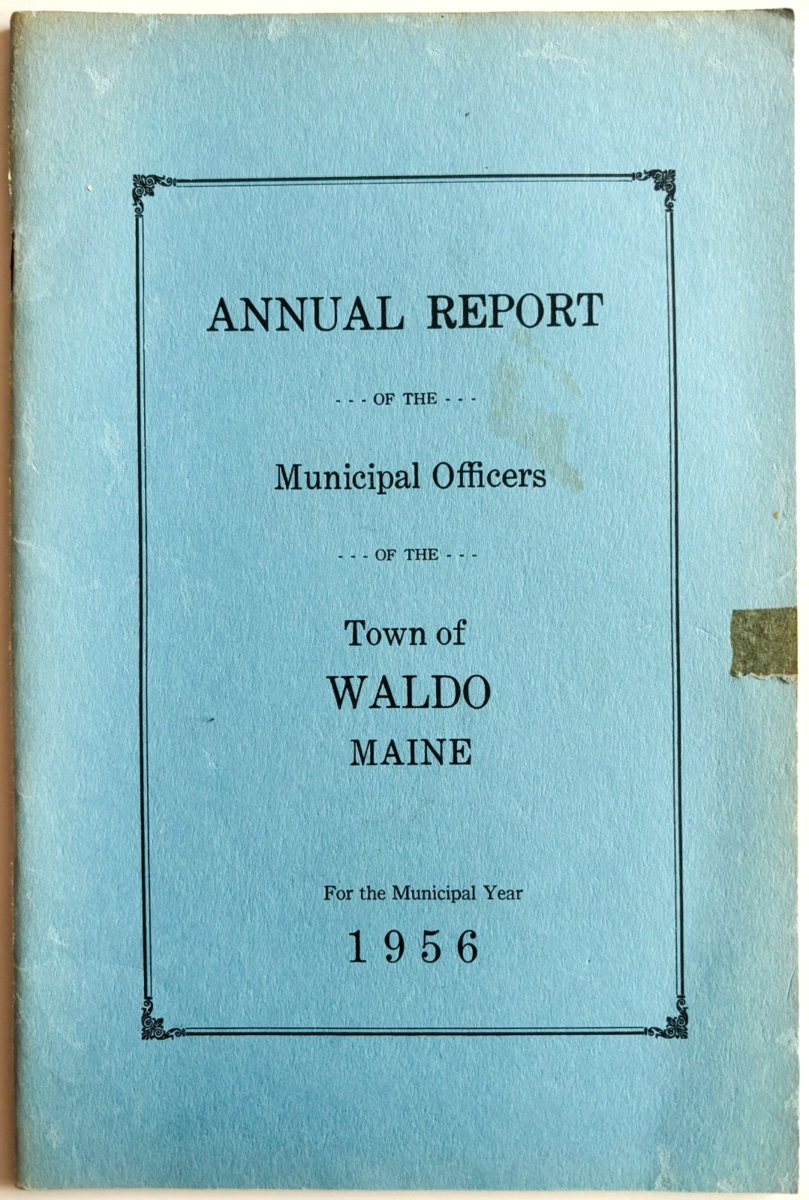 ANNUAL REPORT
- - - OF THE - - -
Municipal Officers
- - - OF THE - - -
Town of
WALDO
MAINE
For the Municipal Year
1956